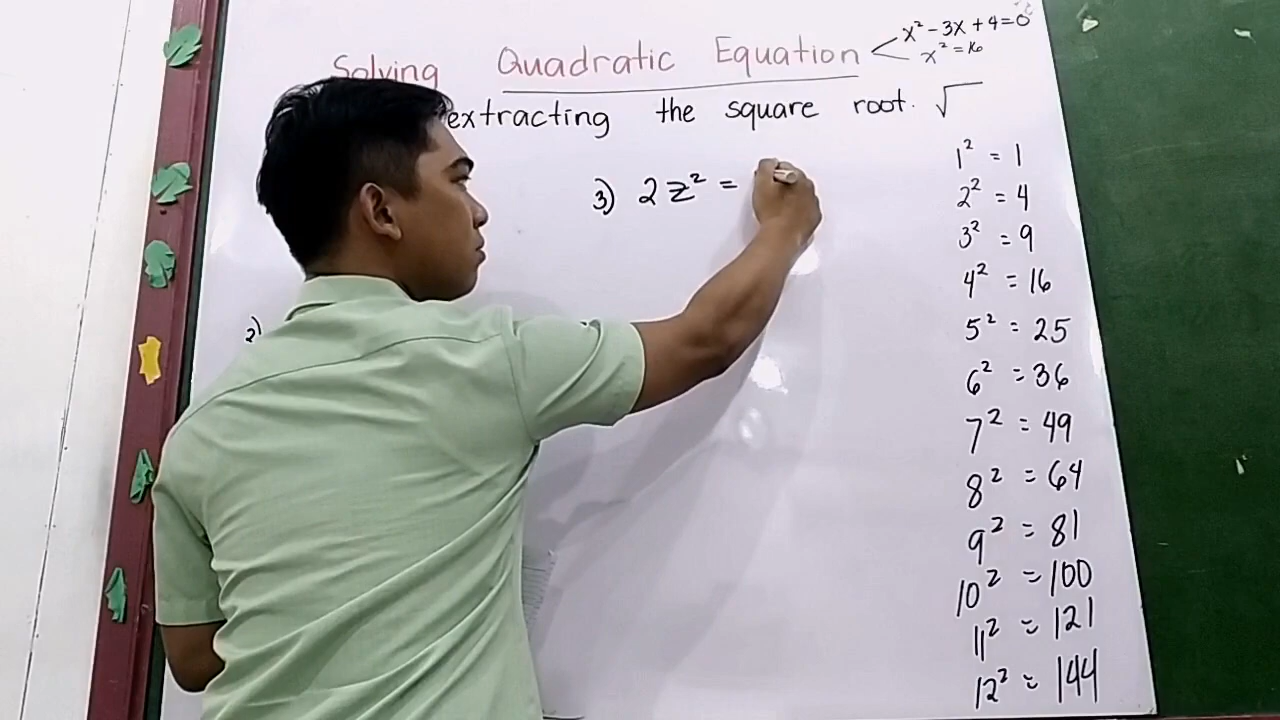 Solving Quadratic Equation
x² - 3x + 4 = 0
x² = 16
extracting the square root. √
3) 2z² =
2)
1² = 1
2² = 4
3² = 9
4² = 16
5² = 25
6² = 36
7² = 49
8² = 64
9² = 81
10² = 100
11² = 121
12² = 144